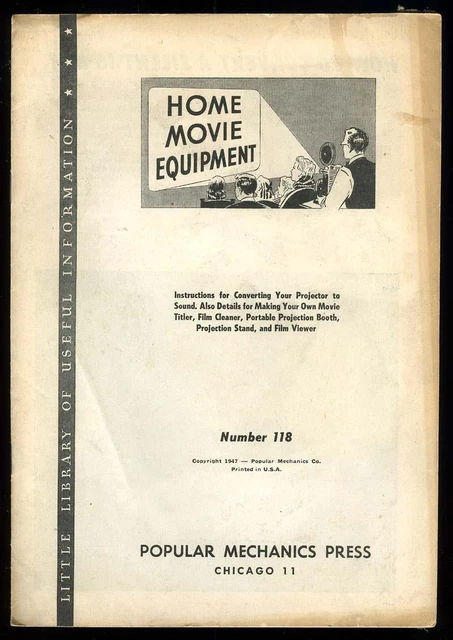 HOME
MOVIE
EQUIPMENT
Instructions for Converting Your Projector to
Sound. Also Details for Making Your Own Movie
Titler, Film Cleaner, Portable Projection Booth,
Projection Stand, and Film Viewer
Number 118
Copyright 1947 — Popular Mechanics Co.
Printed in U.S.A.
POPULAR MECHANICS PRESS
CHICAGO 11
LITTLE LIBRARY OF USEFUL INFORMATION ★ ★ ★